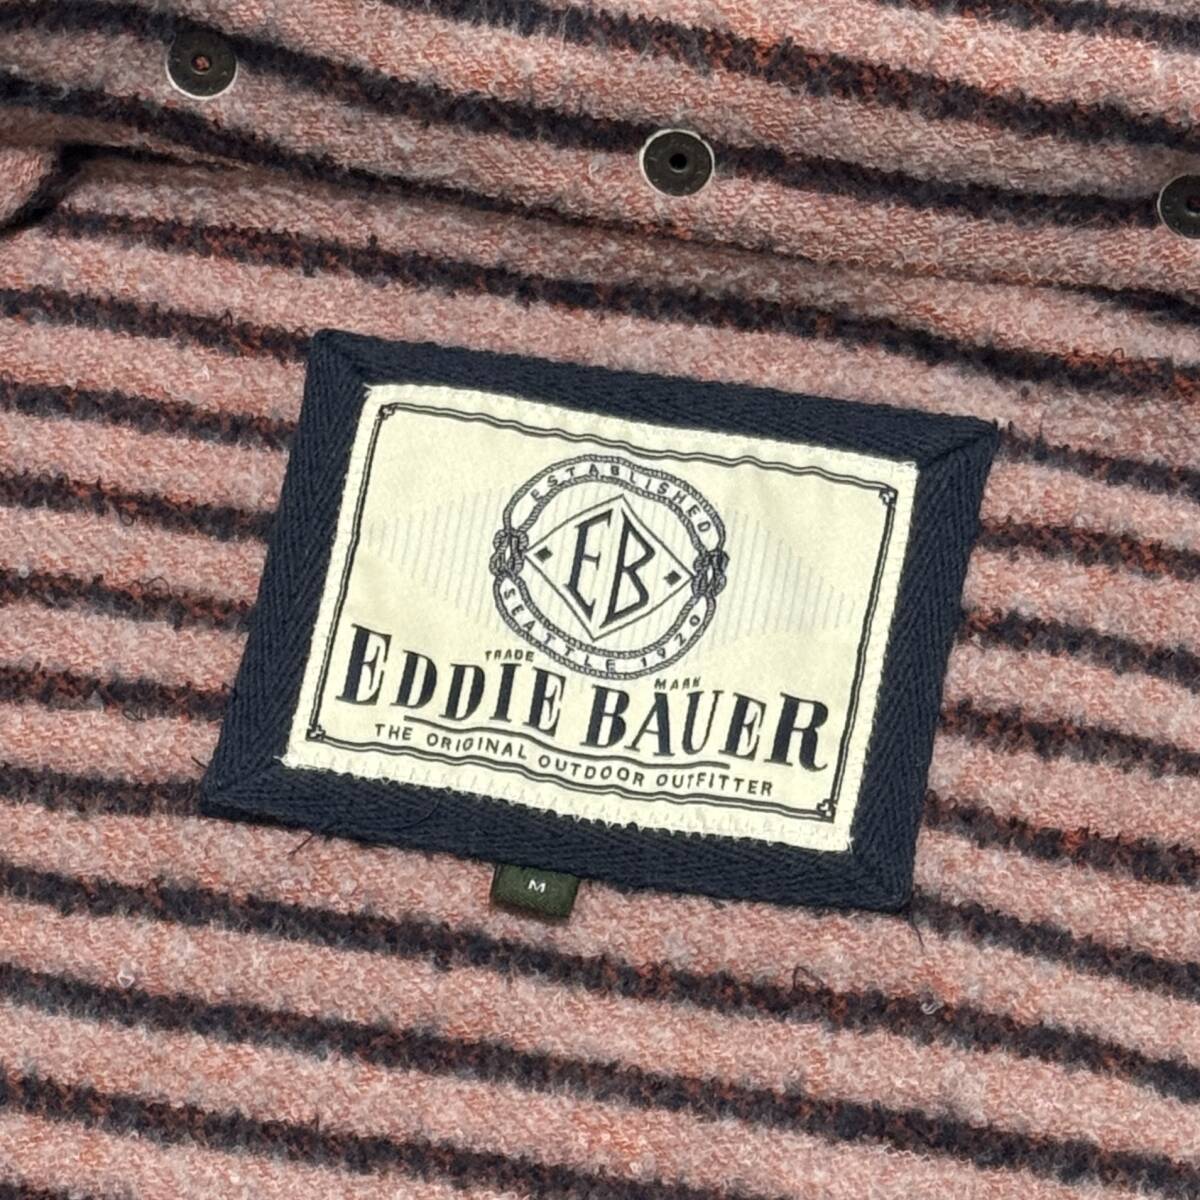 ESTABLISHED
EB
SEATTLE 1920
TRADE MARK
EDDIE BAUER
THE ORIGINAL OUTDOOR OUTFITTER
M